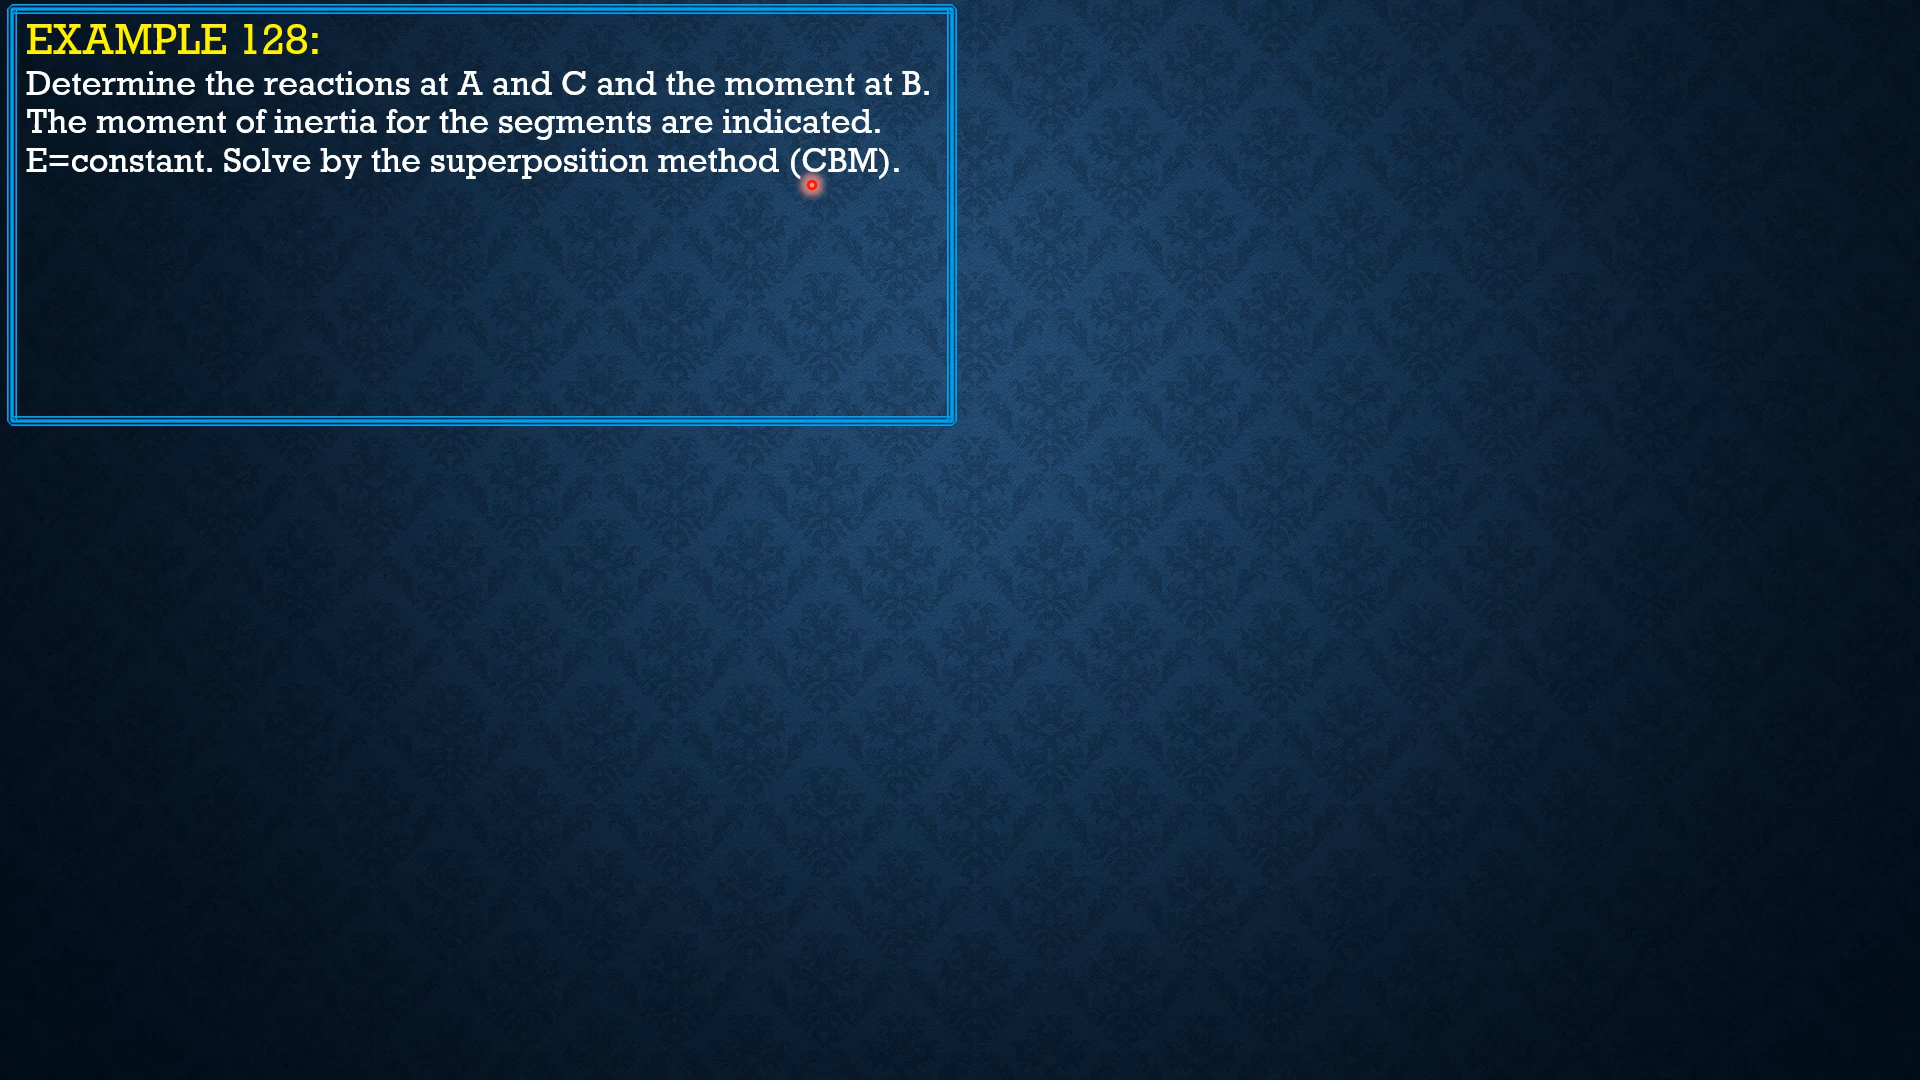 EXAMPLE 128:
Determine the reactions at A and C and the moment at B.
The moment of inertia for the segments are indicated.
E=constant. Solve by the superposition method (CBM).